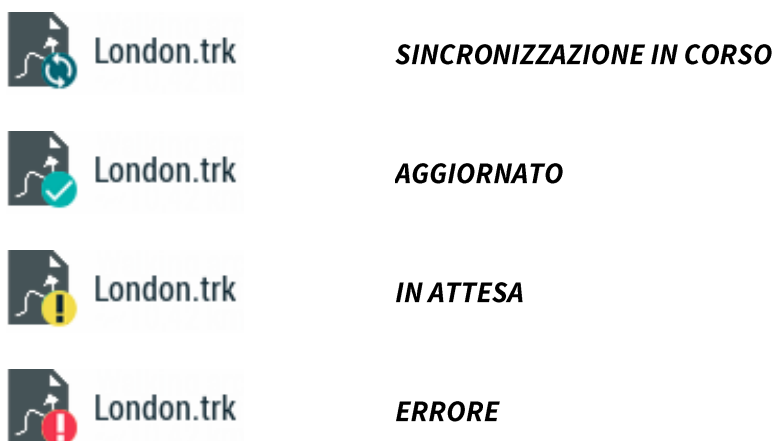 London.trk SINCRONIZZAZIONE IN CORSO
London.trk AGGIORNATO
London.trk IN ATTESA
London.trk ERRORE